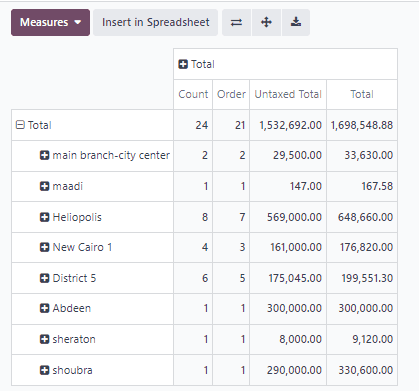 Measures Insert in Spreadsheet
Total
Count Order Untaxed Total Total
Total 24 21 1,532,692.00 1,698,548.88
main branch-city center 2 2 29,500.00 33,630.00
maadi 1 1 147.00 167.58
Heliopolis 8 7 569,000.00 648,660.00
New Cairo 1 4 3 161,000.00 176,820.00
District 5 6 5 175,045.00 199,551.30
Abdeen 1 1 300,000.00 300,000.00
sheraton 1 1 8,000.00 9,120.00
shoubra 1 1 290,000.00 330,600.00